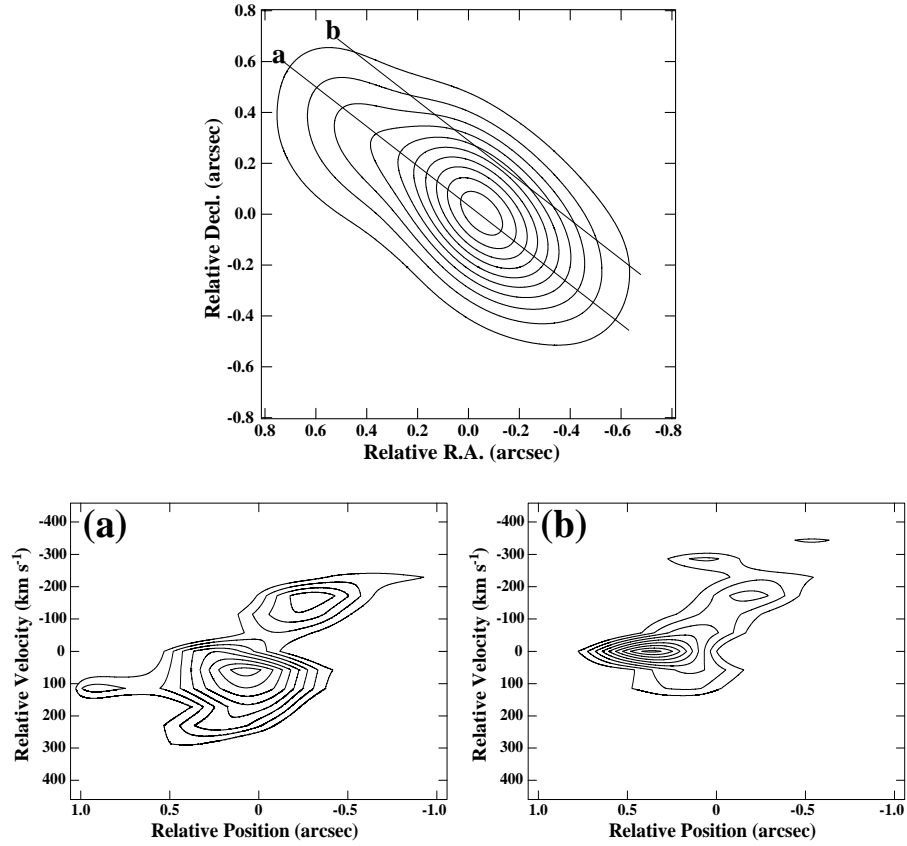 0.8
b
a
0.6
0.4
0.2
0.0
-0.2
-0.4
-0.6
-0.8
Relative Decl. (arcsec)
0.8 0.6 0.4 0.2 0.0 -0.2 -0.4 -0.6 -0.8
Relative R.A. (arcsec)
(a)
-400
-300
-200
-100
0
100
200
300
400
Relative Velocity (km s⁻¹)
1.0 0.5 0 -0.5 -1.0
Relative Position (arcsec)
(b)
-400
-300
-200
-100
0
100
200
300
400
Relative Velocity (km s⁻¹)
1.0 0.5 0 -0.5 -1.0
Relative Position (arcsec)